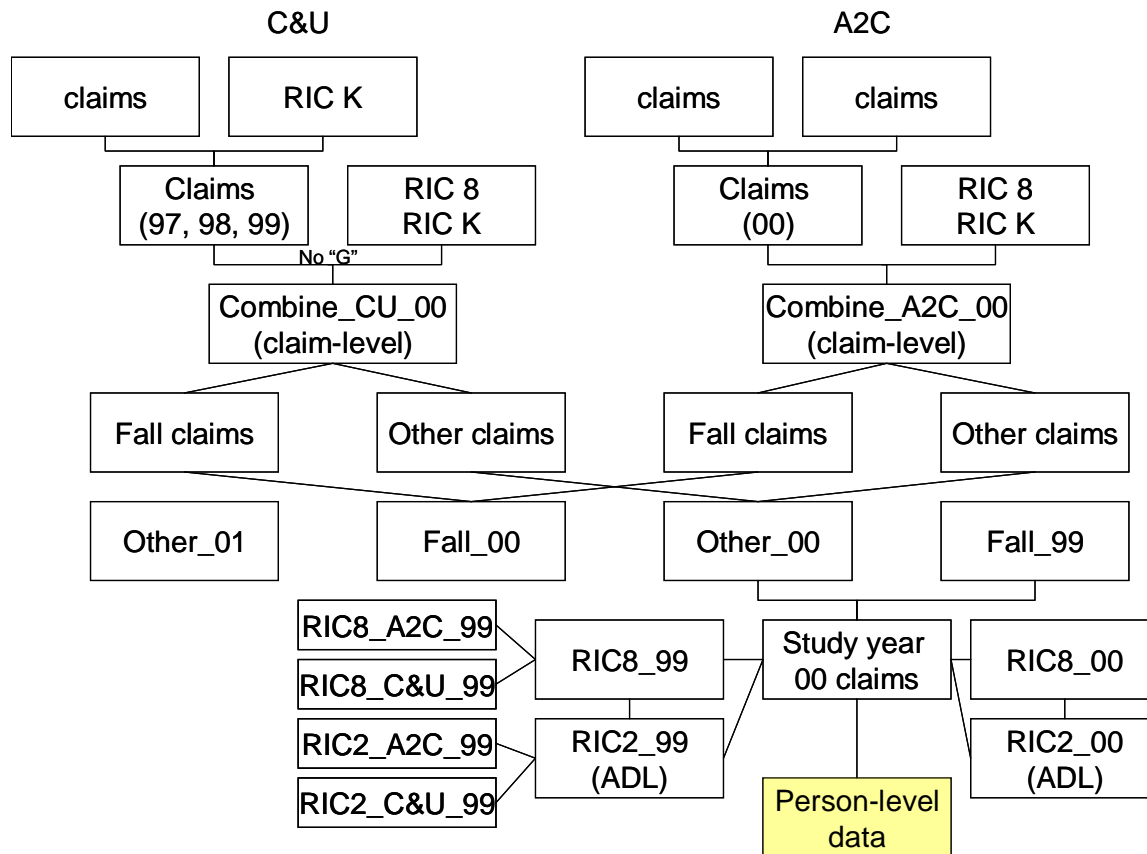 C&U
A2C
claims
RIC K
claims
claims
Claims
(97, 98, 99)
RIC 8
RIC K
Claims
(00)
RIC 8
RIC K
No “G”
Combine_CU_00
(claim-level)
Combine_A2C_00
(claim-level)
Fall claims
Other claims
Fall claims
Other claims
Other_01
Fall_00
Other_00
Fall_99
RIC8_A2C_99
RIC8_C&U_99
RIC2_A2C_99
RIC2_C&U_99
RIC8_99
RIC2_99
(ADL)
Study year
00 claims
RIC8_00
RIC2_00
(ADL)
Person-level
data